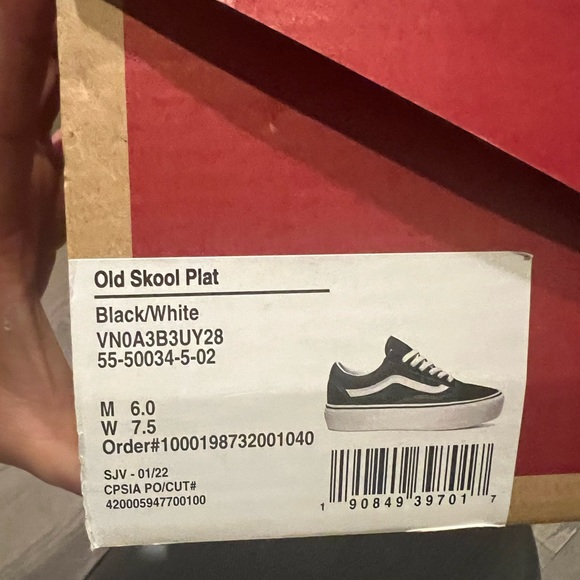 Old Skool Plat
Black/White
VN0A3B3UY28
55-50034-5-02
M 6.0
W 7.5
Order#1000198732001040
SJV - 01/22
CPSIA PO/CUT#
420005947700100
1 90849 39701 7